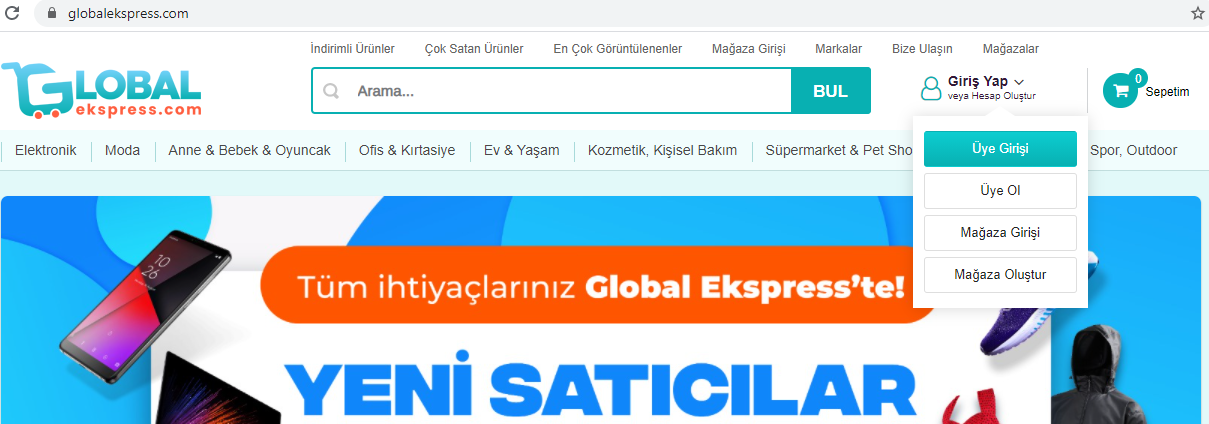 globalekspress.com
İndirimli Ürünler Çok Satan Ürünler En Çok Görüntülenenler Mağaza Girişi Markalar Bize Ulaşın Mağazalar
GLOBAL
ekspress.com
Arama...
BUL
Giriş Yap
veya Hesap Oluştur
0
Sepetim
Elektronik Moda Anne & Bebek & Oyuncak Ofis & Kırtasiye Ev & Yaşam Kozmetik, Kişisel Bakım Süpermarket & Pet Sho Spor, Outdoor
Üye Girişi
Üye Ol
Mağaza Girişi
Mağaza Oluştur
10
26
Tüm ihtiyaçlarınız Global Ekspress'te!
YENİ SATICILAR